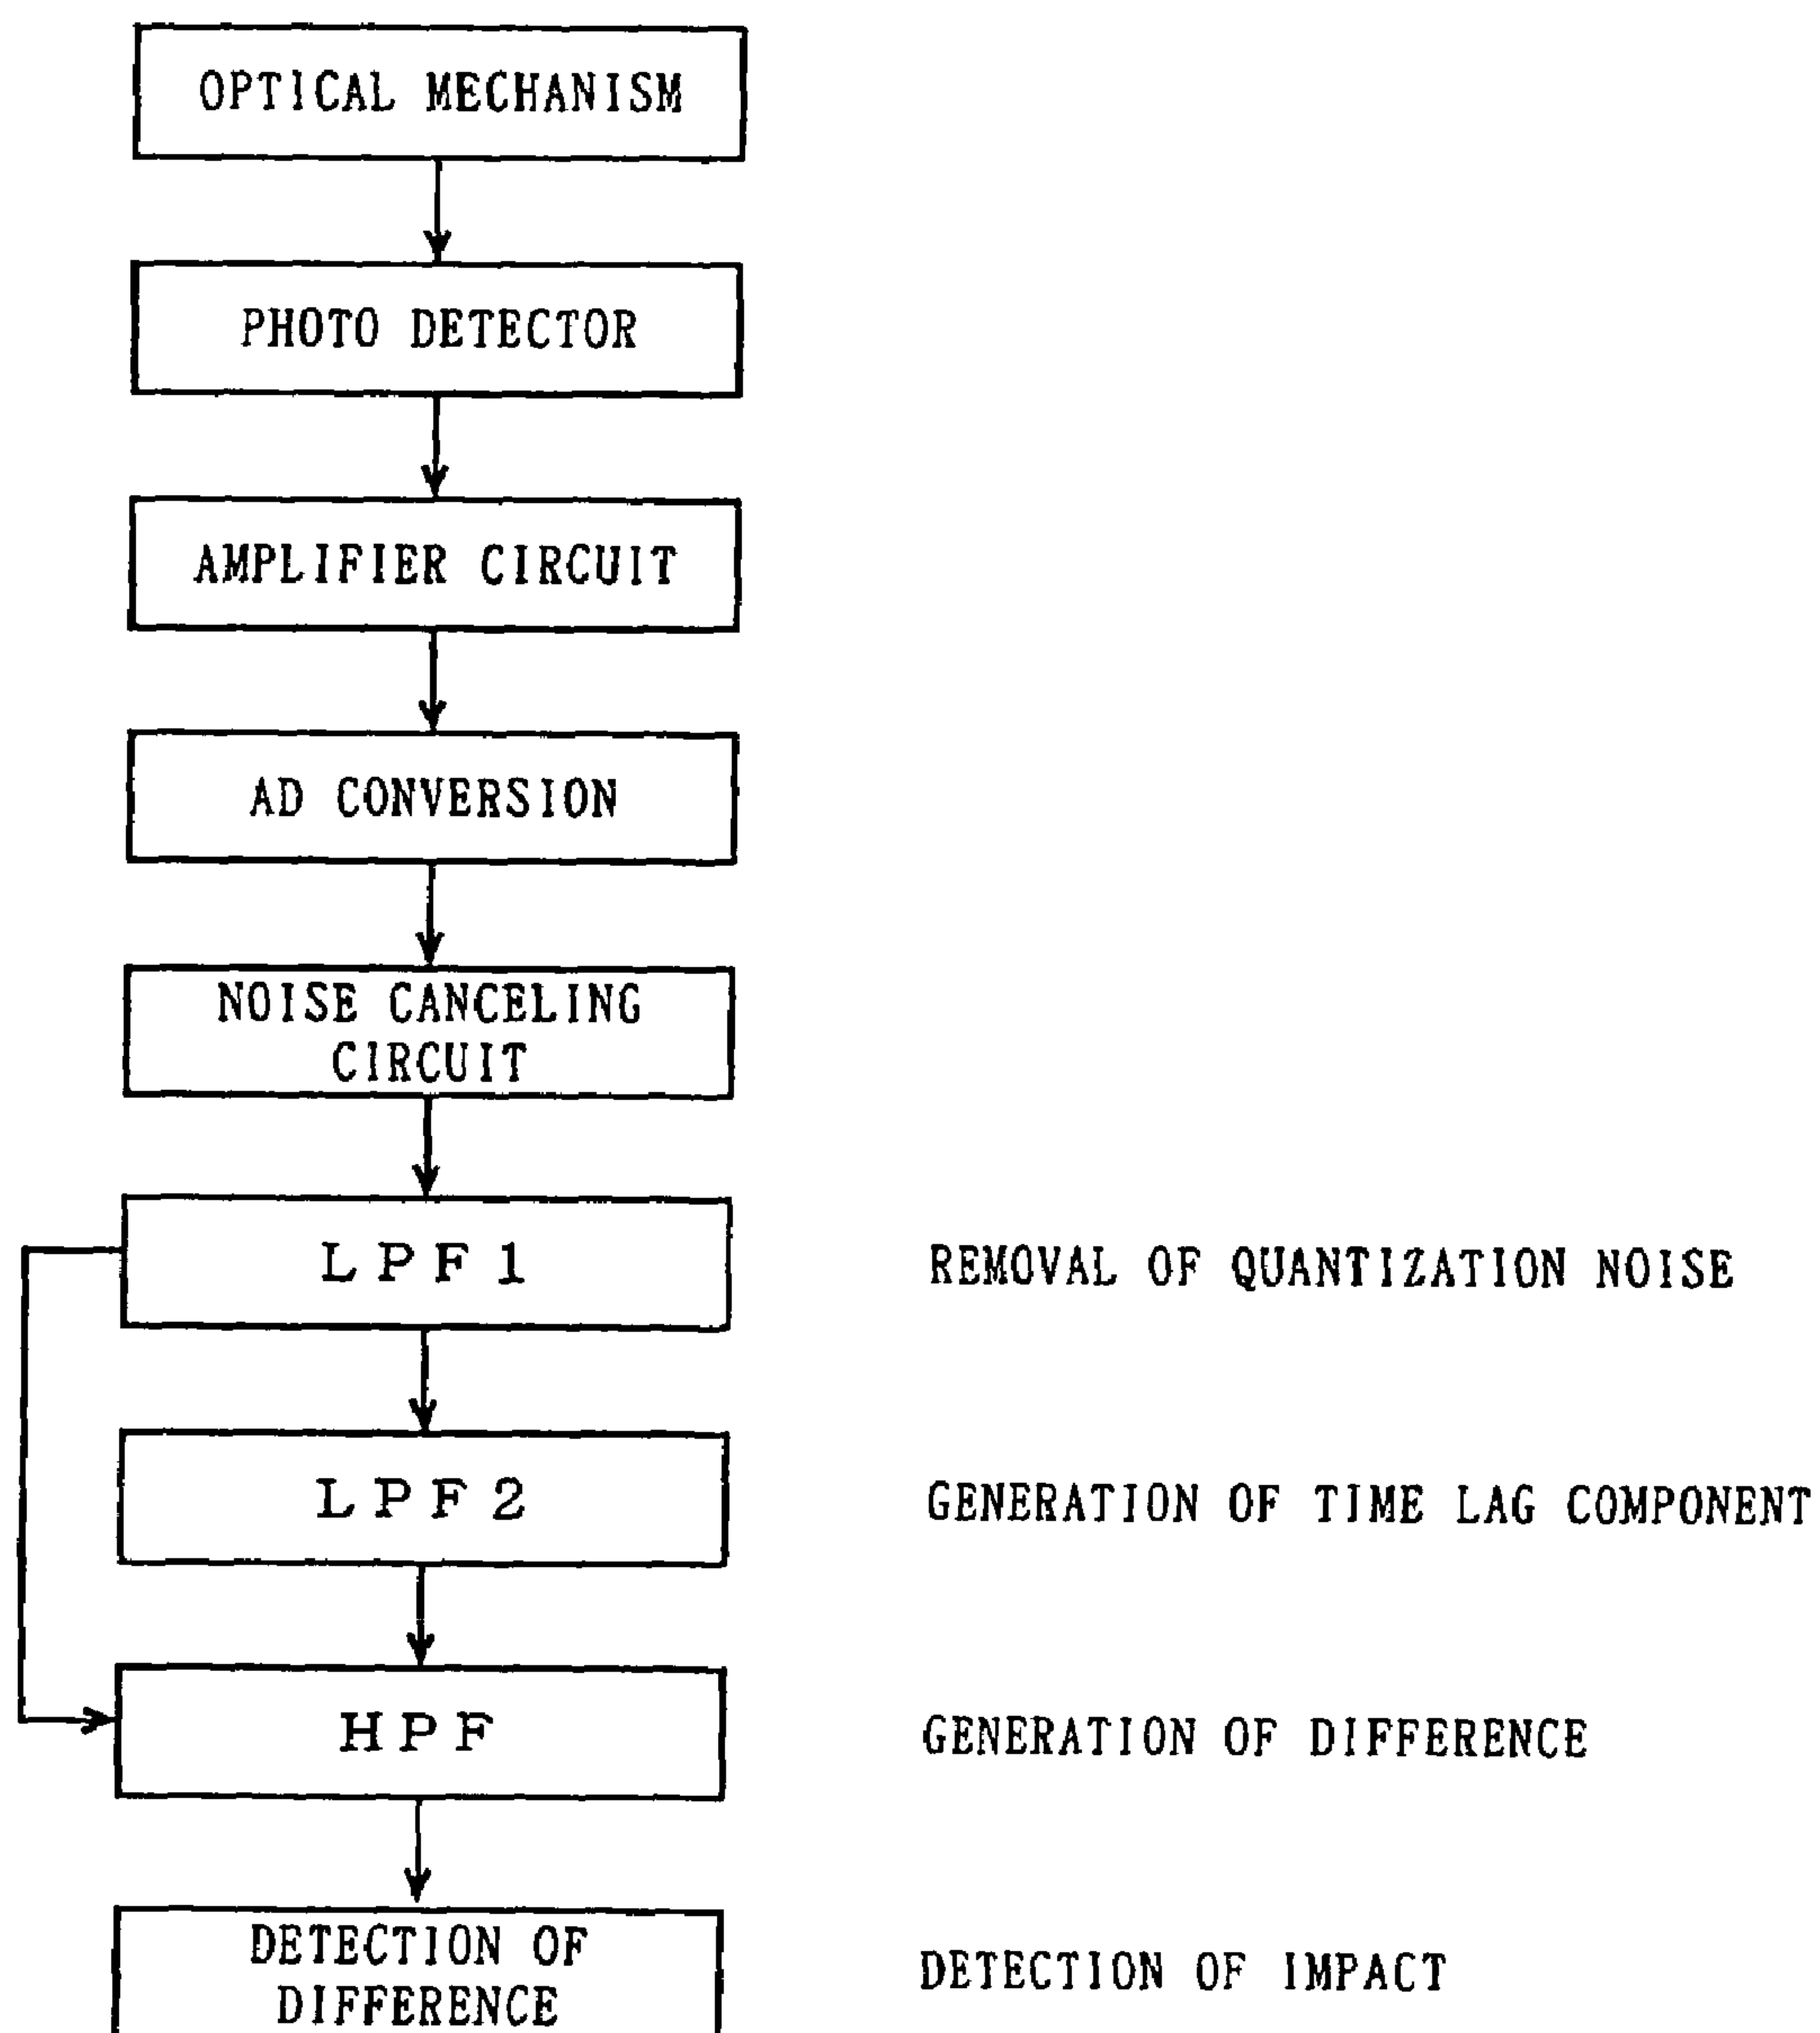 OPTICAL MECHANISM
PHOTO DETECTOR
AMPLIFIER CIRCUIT
AD CONVERSION
NOISE CANCELING
CIRCUIT
LPF1
REMOVAL OF QUANTIZATION NOISE
LPF2
GENERATION OF TIME LAG COMPONENT
HPF
GENERATION OF DIFFERENCE
DETECTION OF
DIFFERENCE
DETECTION OF IMPACT